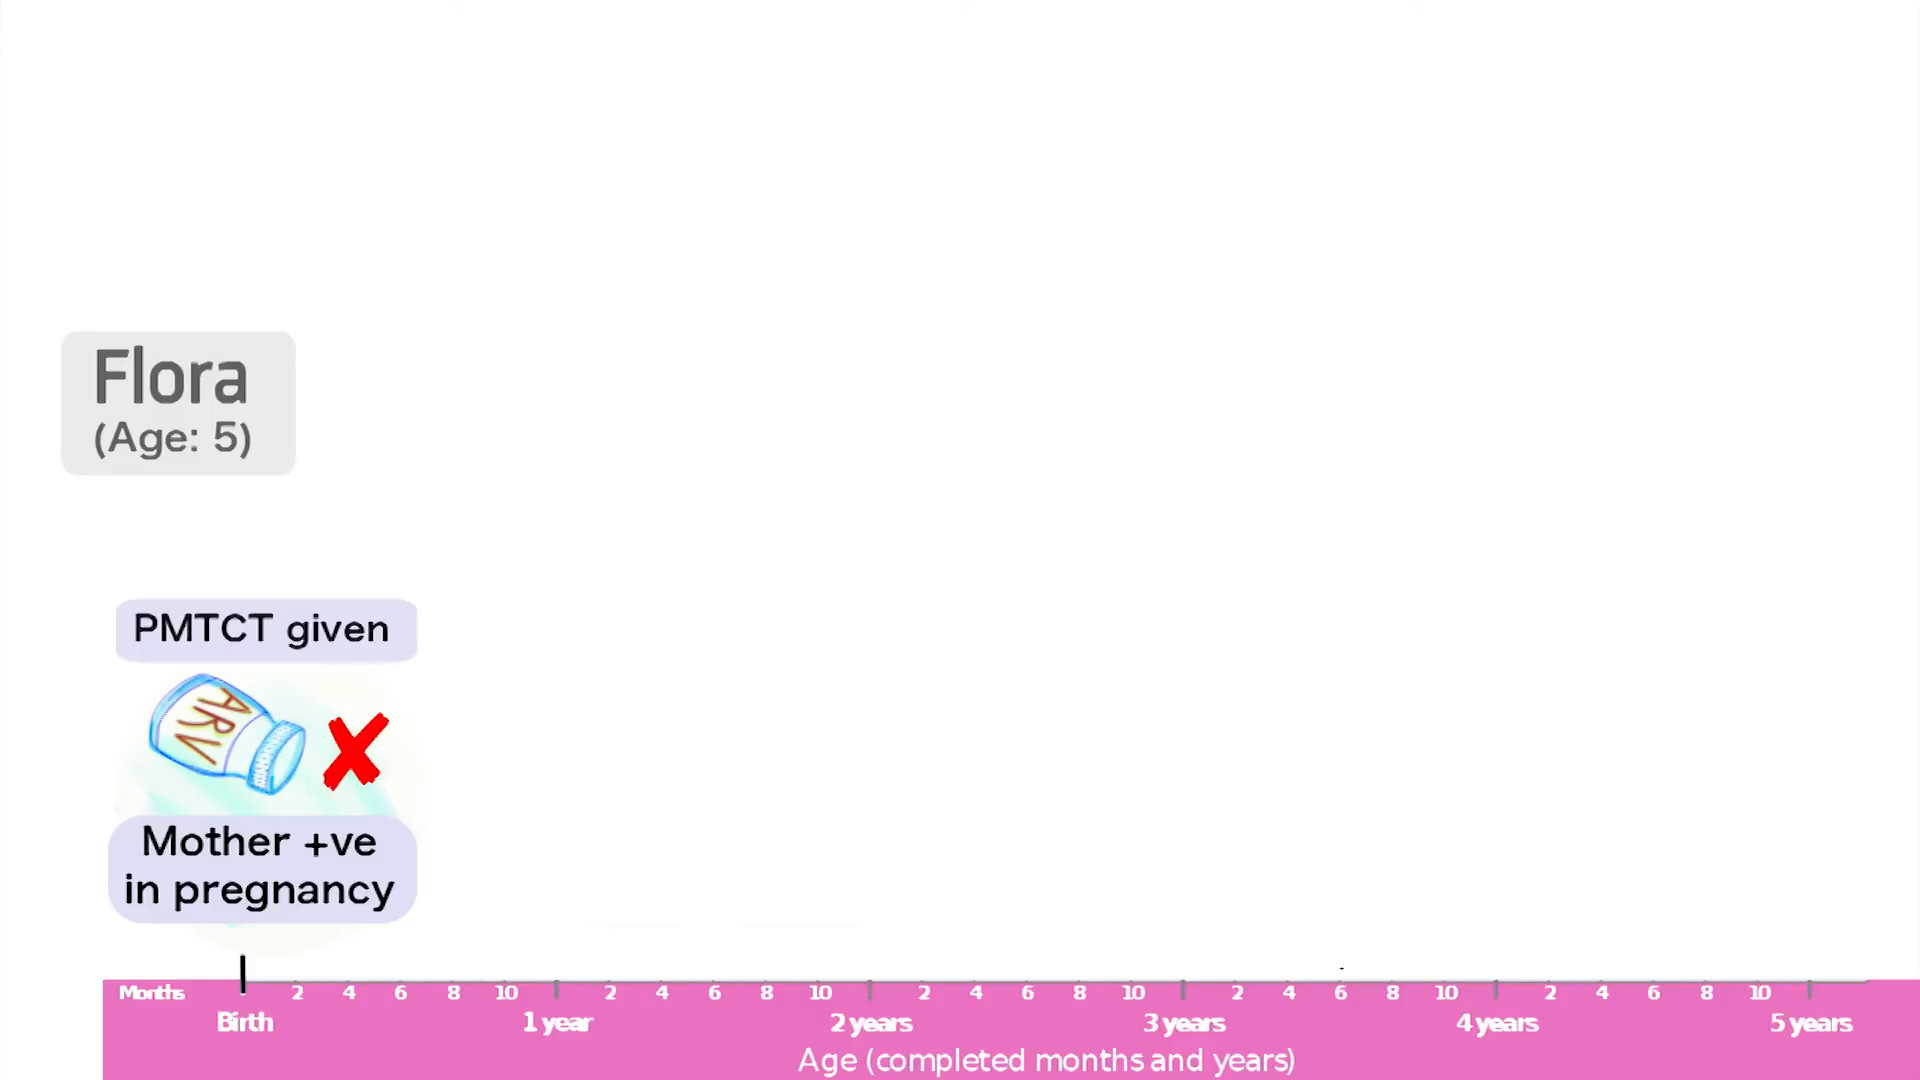 Flora
(Age: 5)
PMTCT given
ARV
Mother +ve
in pregnancy
Months 2 4 6 8 10 2 4 6 8 10 2 4 6 8 10 2 4 6 8 10 2 4 6 8 10
Birth 1 year 2 years 3 years 4 years 5 years
Age (completed months and years)